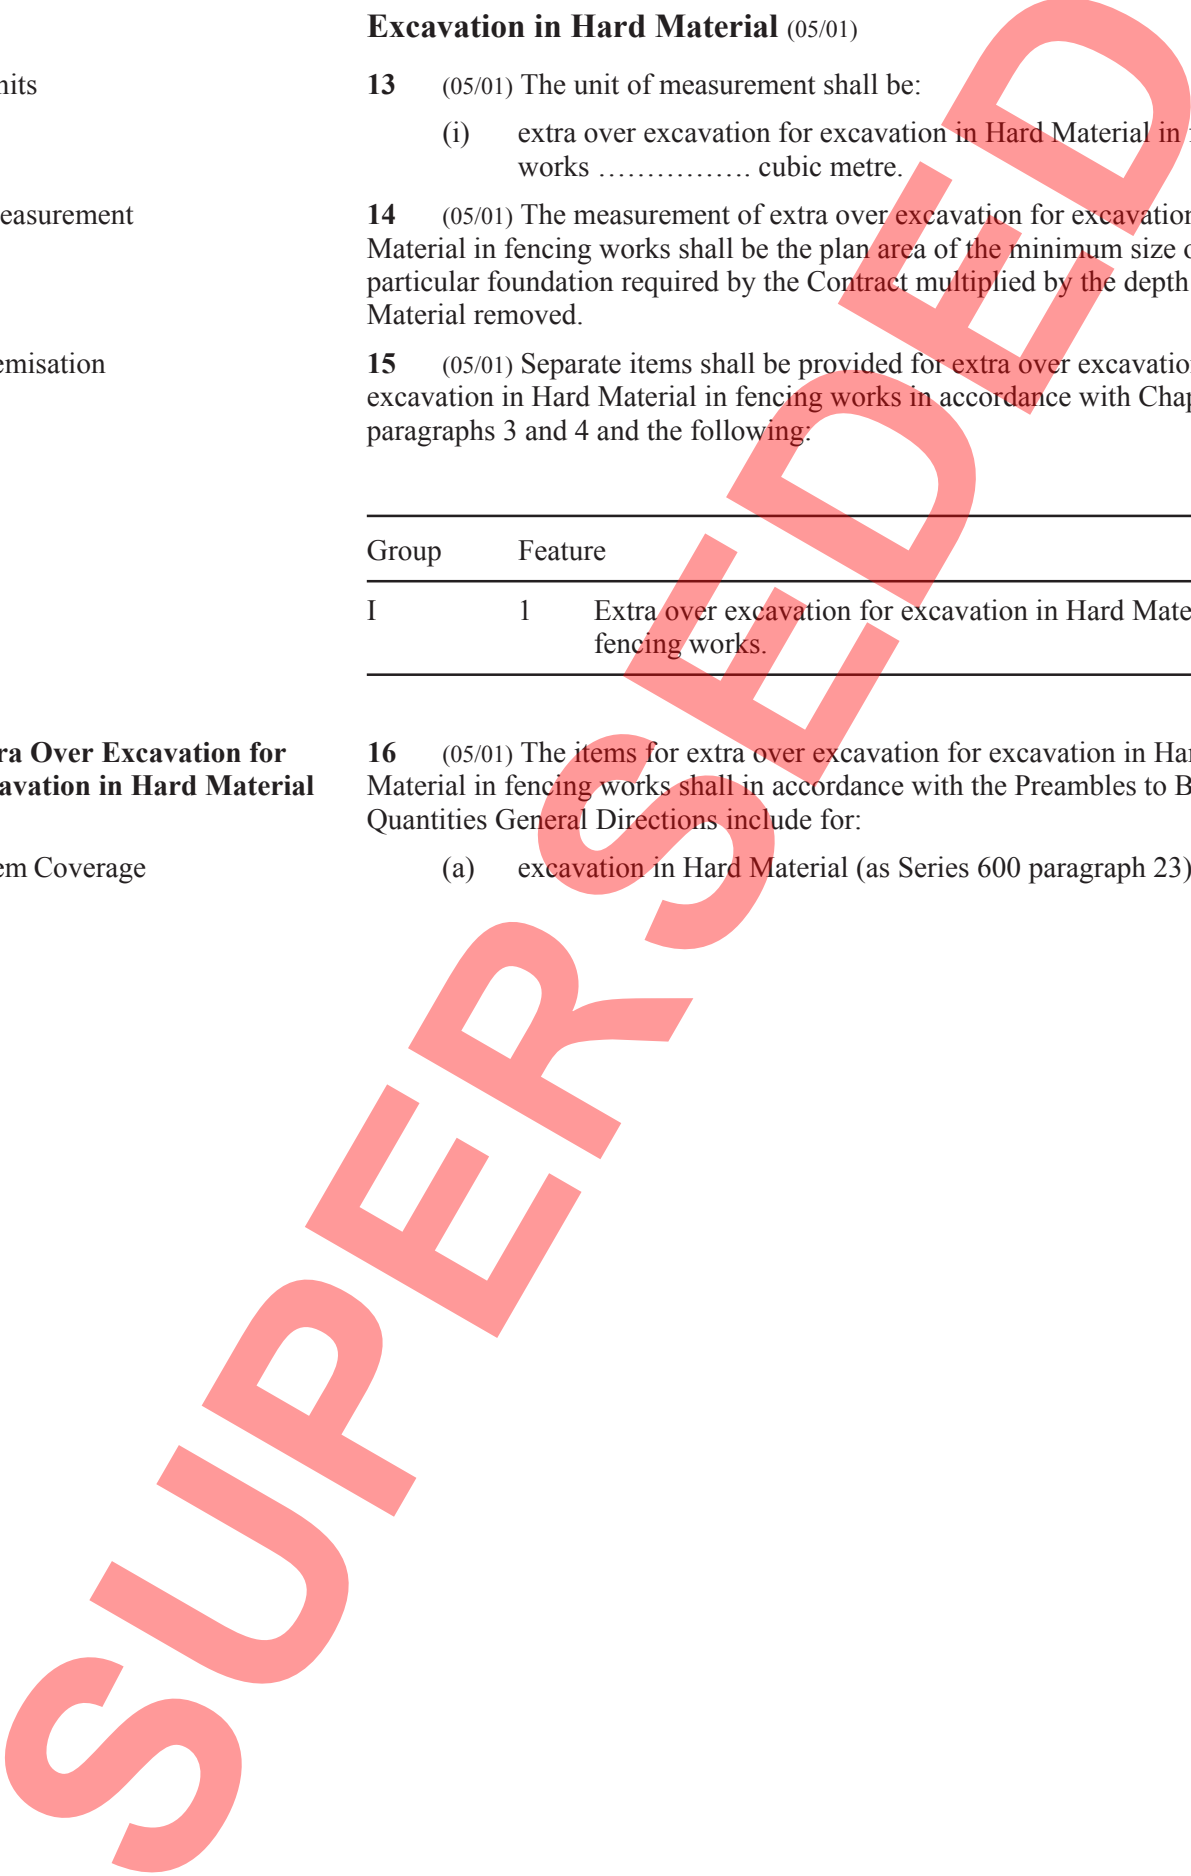 Excavation in Hard Material (05/01)
nits
13 (05/01) The unit of measurement shall be:
(i) extra over excavation for excavation in Hard Material in
works ……………. cubic metre.
easurement
14 (05/01) The measurement of extra over excavation for excavation
Material in fencing works shall be the plan area of the minimum size o
particular foundation required by the Contract multiplied by the depth
Material removed.
emisation
15 (05/01) Separate items shall be provided for extra over excavation
excavation in Hard Material in fencing works in accordance with Chap
paragraphs 3 and 4 and the following:
Group Feature
I 1 Extra over excavation for excavation in Hard Mate
fencing works.
ra Over Excavation for
avation in Hard Material
16 (05/01) The items for extra over excavation for excavation in Har
Material in fencing works shall in accordance with the Preambles to B
Quantities General Directions include for:
em Coverage
(a) excavation in Hard Material (as Series 600 paragraph 23)
SUPERSEDED